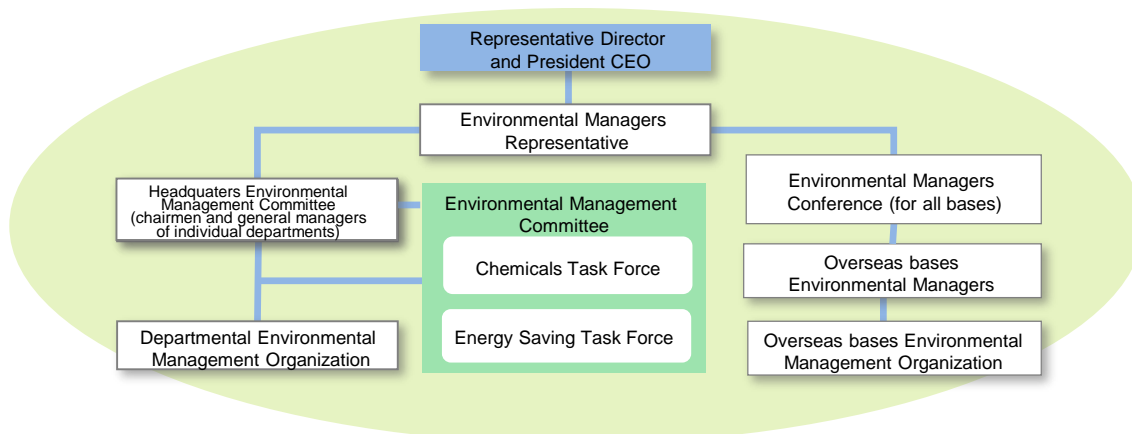 Representative Director
and President CEO
Environmental Managers
Representative
Headquaters Environmental
Management Committee
(chairmen and general managers
of individual departments)
Environmental Management
Committee
Chemicals Task Force
Energy Saving Task Force
Departmental Environmental
Management Organization
Environmental Managers
Conference (for all bases)
Overseas bases
Environmental Managers
Overseas bases Environmental
Management Organization